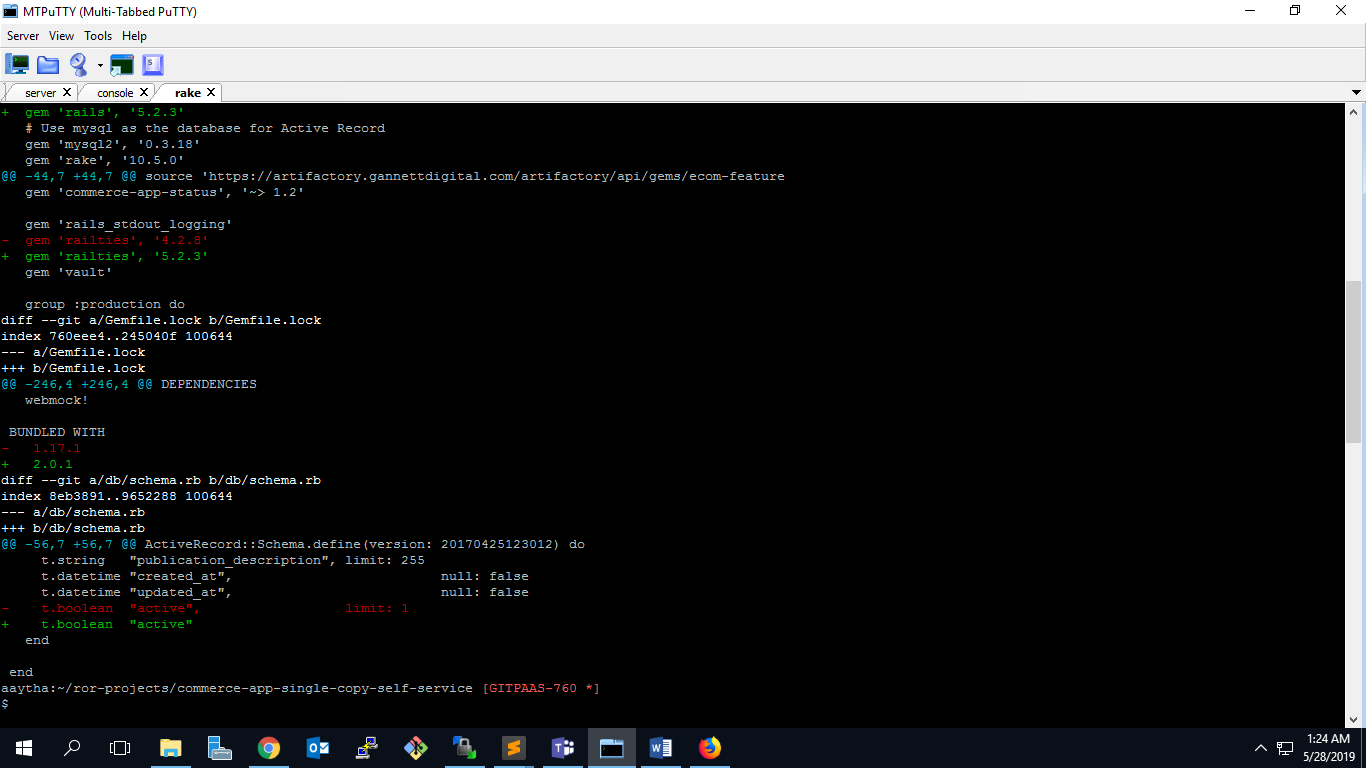 MTPuTTY (Multi-Tabbed PuTTY)
Server View Tools Help
server console rake
+  gem 'rails', '5.2.3'
   # Use mysql as the database for Active Record
   gem 'mysql2', '0.3.18'
   gem 'rake', '10.5.0'
@@ -44,7 +44,7 @@ source 'https://artifactory.gannettdigital.com/artifactory/api/gems/ecom-feature
   gem 'commerce-app-status', '~> 1.2'
   gem 'rails_stdout_logging'
-  gem 'railties', '4.2.8'
+  gem 'railties', '5.2.3'
   gem 'vault'
   group :production do
diff --git a/Gemfile.lock b/Gemfile.lock
index 760eee4..245040f 100644
--- a/Gemfile.lock
+++ b/Gemfile.lock
@@ -246,4 +246,4 @@ DEPENDENCIES
   webmock!
 BUNDLED WITH
-   1.17.1
+   2.0.1
diff --git a/db/schema.rb b/db/schema.rb
index 8eb3891..9652288 100644
--- a/db/schema.rb
+++ b/db/schema.rb
@@ -56,7 +56,7 @@ ActiveRecord::Schema.define(version: 20170425123012) do
     t.string   "publication_description", limit: 255
     t.datetime "created_at",                          null: false
     t.datetime "updated_at",                          null: false
-    t.boolean  "active",                  limit: 1
+    t.boolean  "active"
   end
 end
aaytha:~/ror-projects/commerce-app-single-copy-self-service [GITPAAS-760 *]
$
1:24 AM
5/28/2019